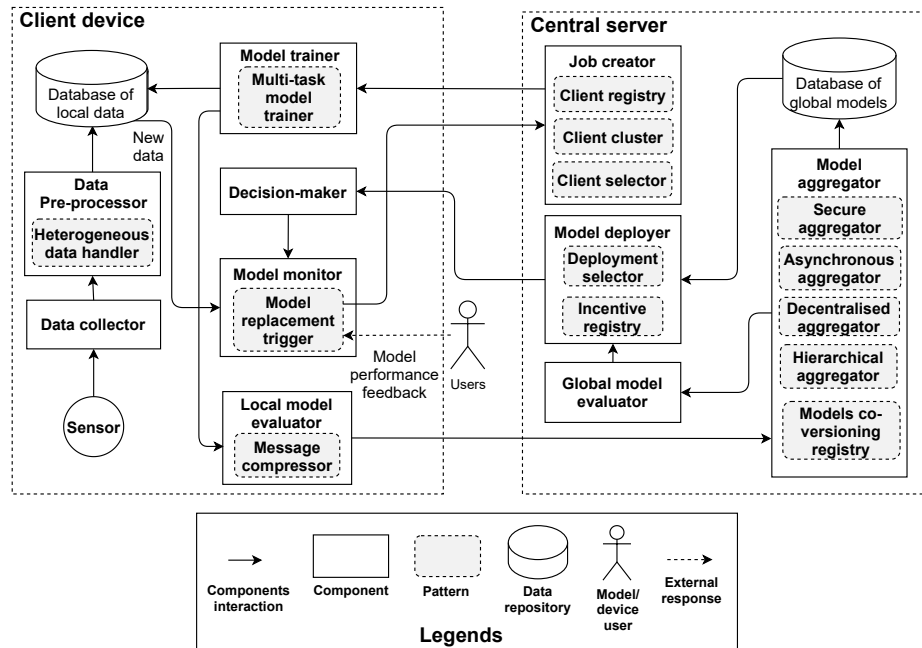 Client device
Database of
local data
New
data
Data
Pre-processor
Heterogeneous
data handler
Data collector
Sensor
Model trainer
Multi-task
model
trainer
Decision-maker
Model monitor
Model
replacement
trigger
Model
performance
feedback
Users
Local model
evaluator
Message
compressor
Central server
Job creator
Client registry
Client cluster
Client selector
Model deployer
Deployment
selector
Incentive
registry
Global model
evaluator
Database of
global models
Model
aggregator
Secure
aggregator
Asynchronous
aggregator
Decentralised
aggregator
Hierarchical
aggregator
Models co-
versioning
registry
Components
interaction
Component
Pattern
Data
repository
Model/
device
user
External
response
Legends